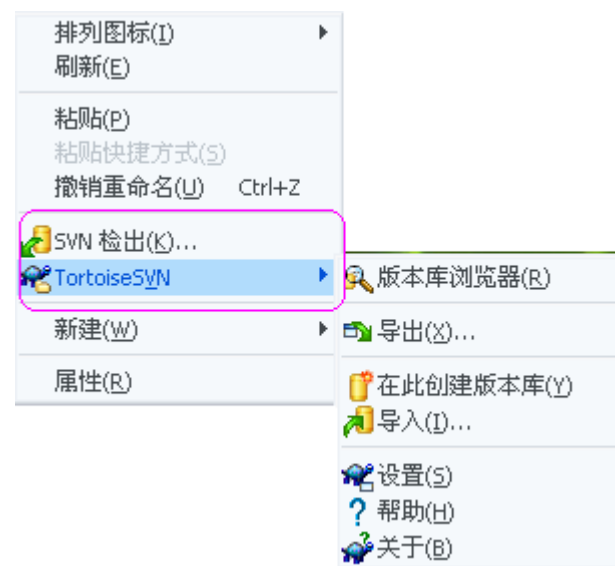 排列图标(I)
刷新(E)
粘贴(P)
粘贴快捷方式(S)
撤销重命名(U) Ctrl+Z
SVN 检出(K)...
TortoiseSVN
新建(W)
属性(R)
版本库浏览器(R)
导出(X)...
在此创建版本库(Y)
导入(I)...
设置(S)
帮助(H)
关于(B)